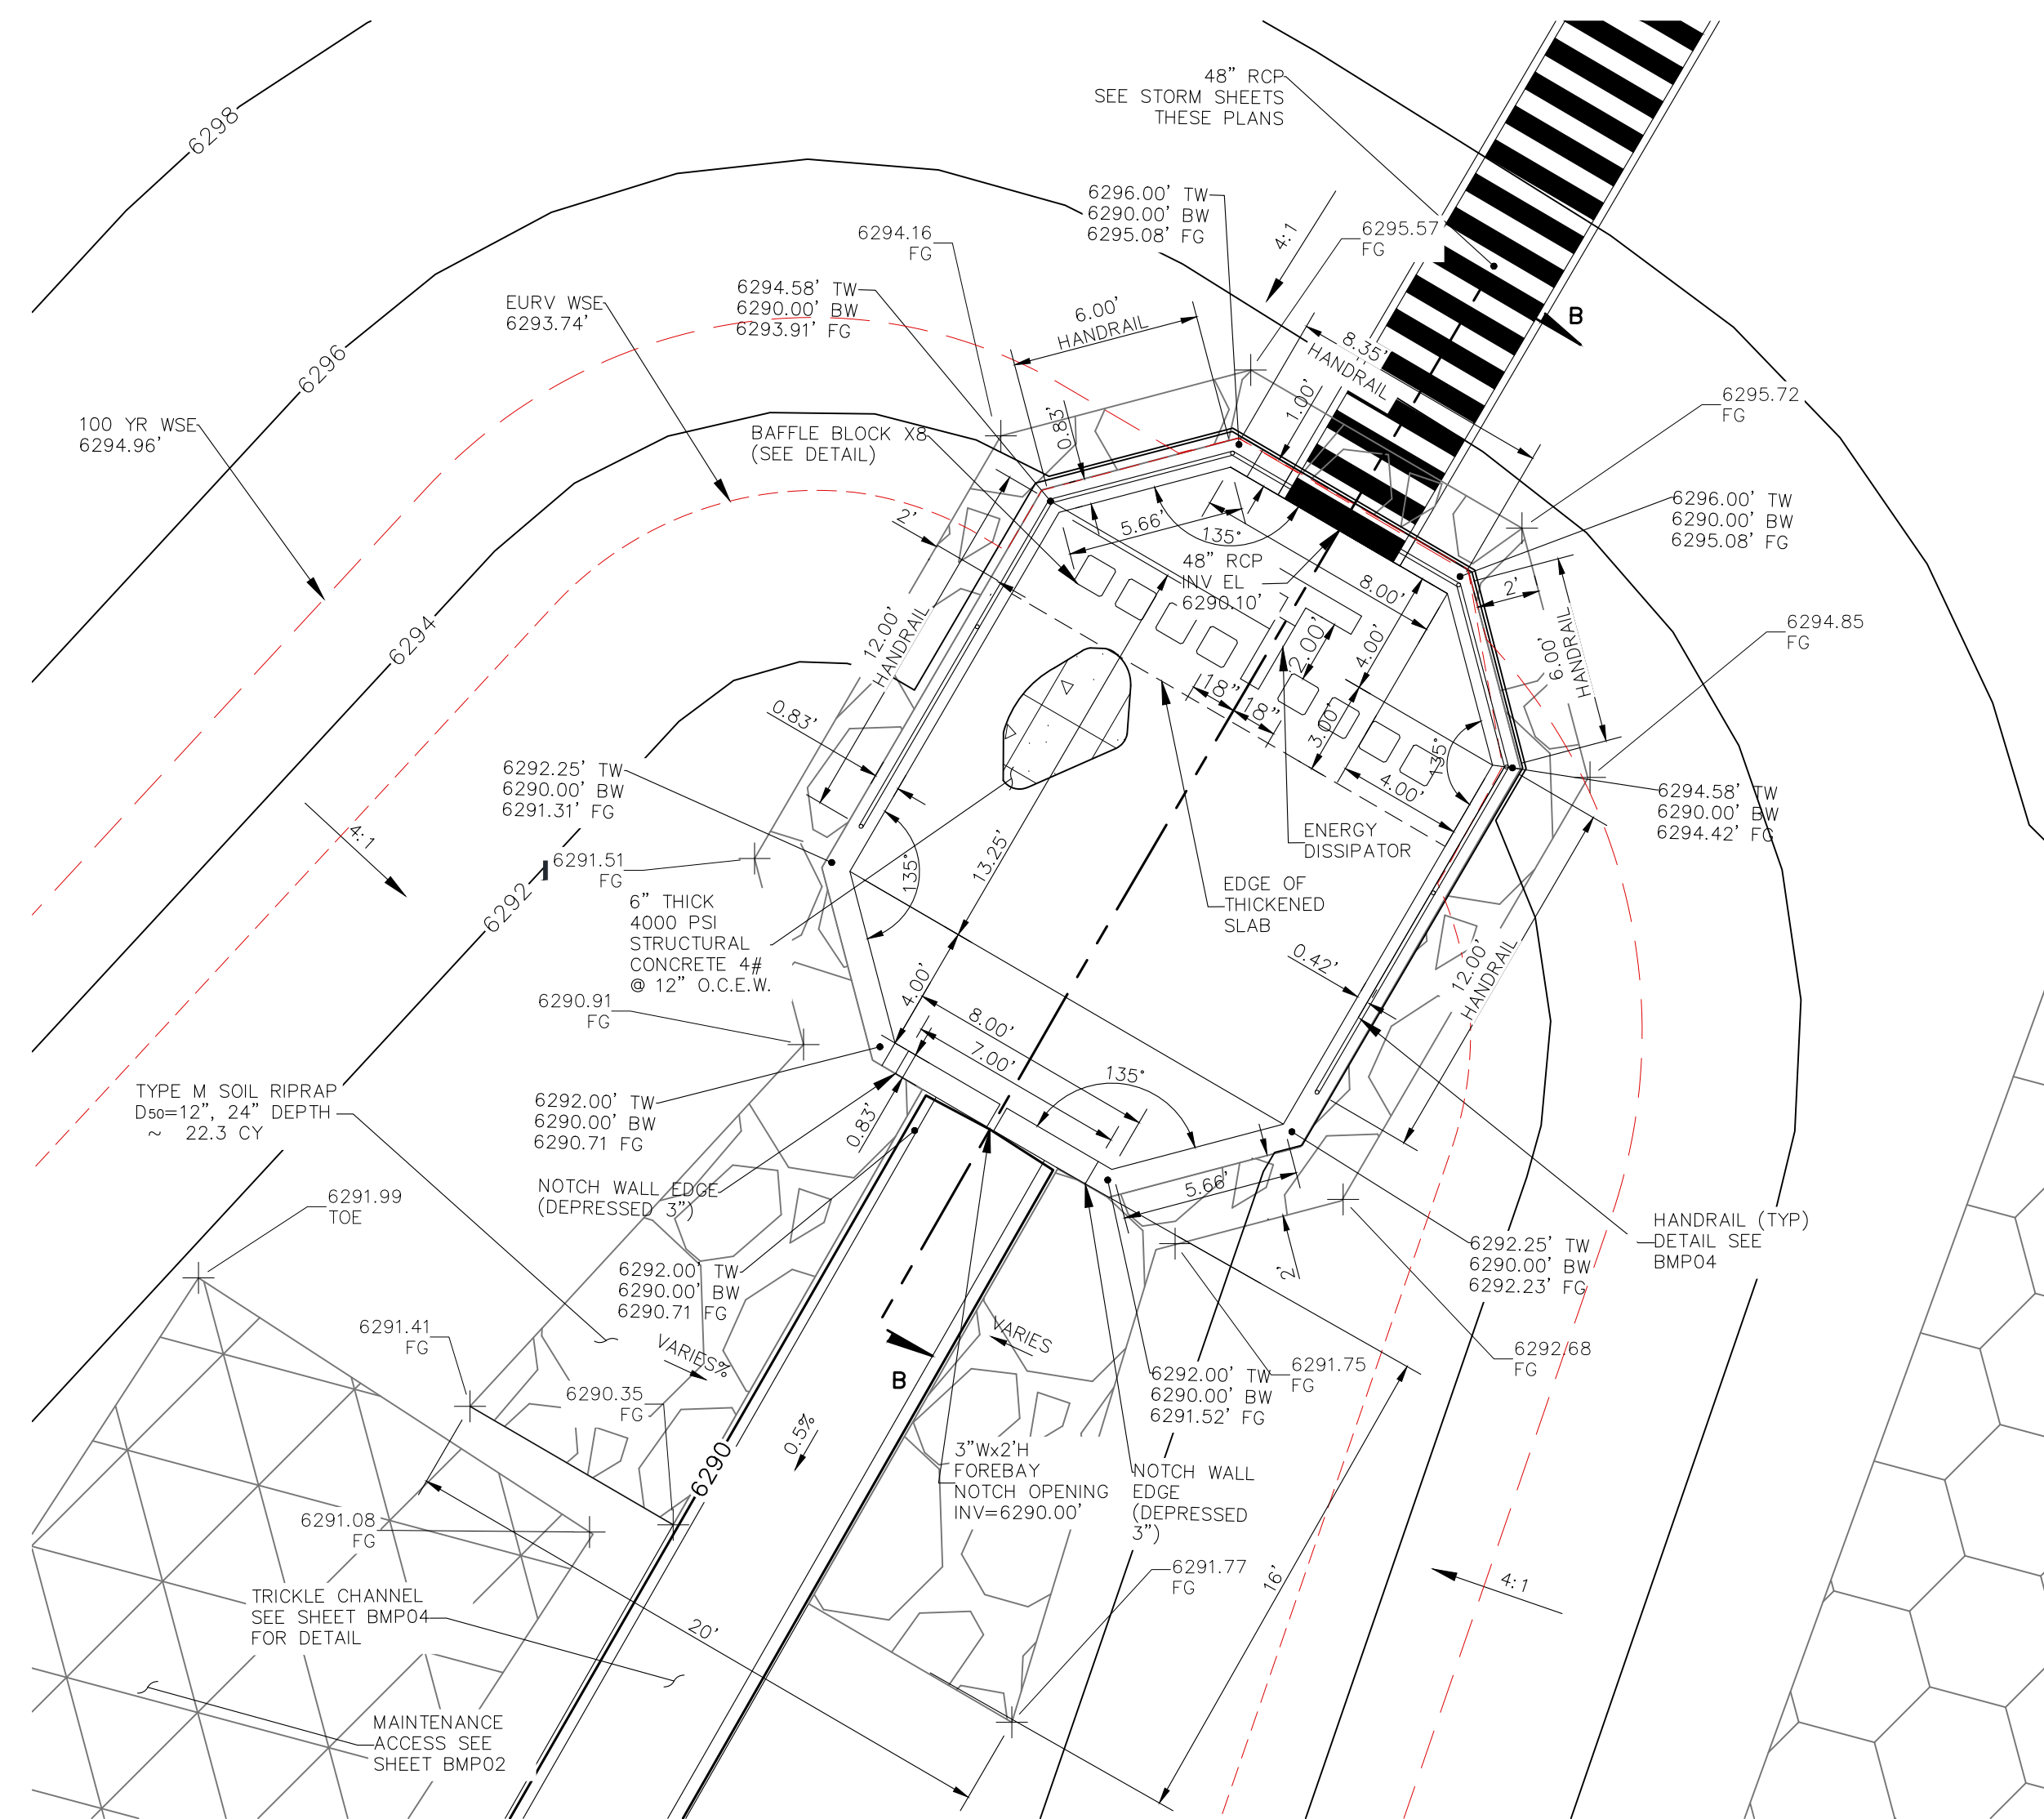 6298
48" RCP
SEE STORM SHEETS
THESE PLANS
6296.00' TW
6290.00' BW
6295.08' FG
4:1
6295.57
FG
6294.16
FG
6294.58' TW
6290.00' BW
6293.91' FG
EURV WSE
6293.74'
6.00'
HANDRAIL
B
8.35'
HANDRAIL
6296
1.00'
0.83'
6295.72
FG
100 YR WSE
6294.96'
BAFFLE BLOCK X8
(SEE DETAIL)
6296.00' TW
6290.00' BW
6295.08' FG
2'
5.66'
135°
48" RCP
INV EL
6290.10'
8.00'
2'
HANDRAIL
6.00'
6294.85
FG
6294
12.00'
HANDRAIL
2.00'
4.00'
18"
18"
3.00'
0.83'
135°
4.00'
6292.25' TW
6290.00' BW
6291.31' FG
6294.58' TW
6290.00' BW
6294.42' FG
4:1
ENERGY
DISSIPATOR
6291.51
FG
135°
13.25'
6292
6" THICK
4000 PSI
STRUCTURAL
CONCRETE 4#
@ 12" O.C.E.W.
EDGE OF
THICKENED
SLAB
0.42'
12.00'
HANDRAIL
6290.91
FG
4.00'
8.00'
7.00'
135°
TYPE M SOIL RIPRAP
D50=12", 24" DEPTH
~ 22.3 CY
6292.00' TW
6290.00' BW
6290.71 FG
0.83'
NOTCH WALL EDGE
(DEPRESSED 3")
5.66'
6291.99
TOE
HANDRAIL (TYP)
DETAIL SEE
BMP04
6292.25' TW
6290.00' BW
6292.23' FG
2'
6292.00' TW
6290.00' BW
6290.71 FG
6291.41
FG
VARIES%
VARIES
B
6292.68
FG
6291.75
FG
6292.00' TW
6290.00' BW
6291.52' FG
6290.35
FG
0.5%
6290
3"Wx2'H
FOREBAY
NOTCH OPENING
INV=6290.00'
NOTCH WALL
EDGE
(DEPRESSED
3")
6291.08
FG
6291.77
FG
16'
4:1
TRICKLE CHANNEL
SEE SHEET BMP04
FOR DETAIL
20'
MAINTENANCE
ACCESS SEE
SHEET BMP02